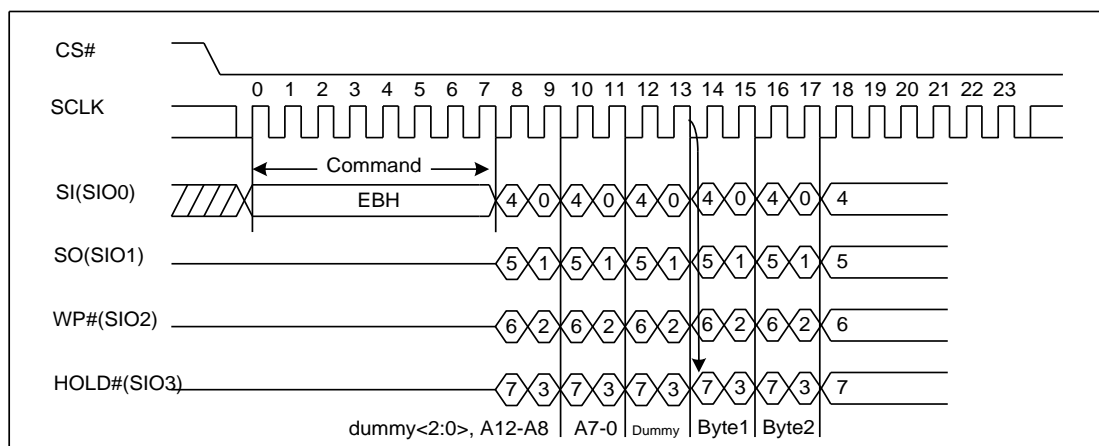 CS#
0 1 2 3 4 5 6 7 8 9 10 11 12 13 14 15 16 17 18 19 20 21 22 23
SCLK
Command
SI(SIO0)
EBH
4 0 4 0 4 0 4 0 4 0 4
SO(SIO1)
5 1 5 1 5 1 5 1 5 1 5
WP#(SIO2)
6 2 6 2 6 2 6 2 6 2 6
HOLD#(SIO3)
7 3 7 3 7 3 7 3 7 3 7
dummy<2:0>, A12-A8 A7-0 Dummy Byte1 Byte2